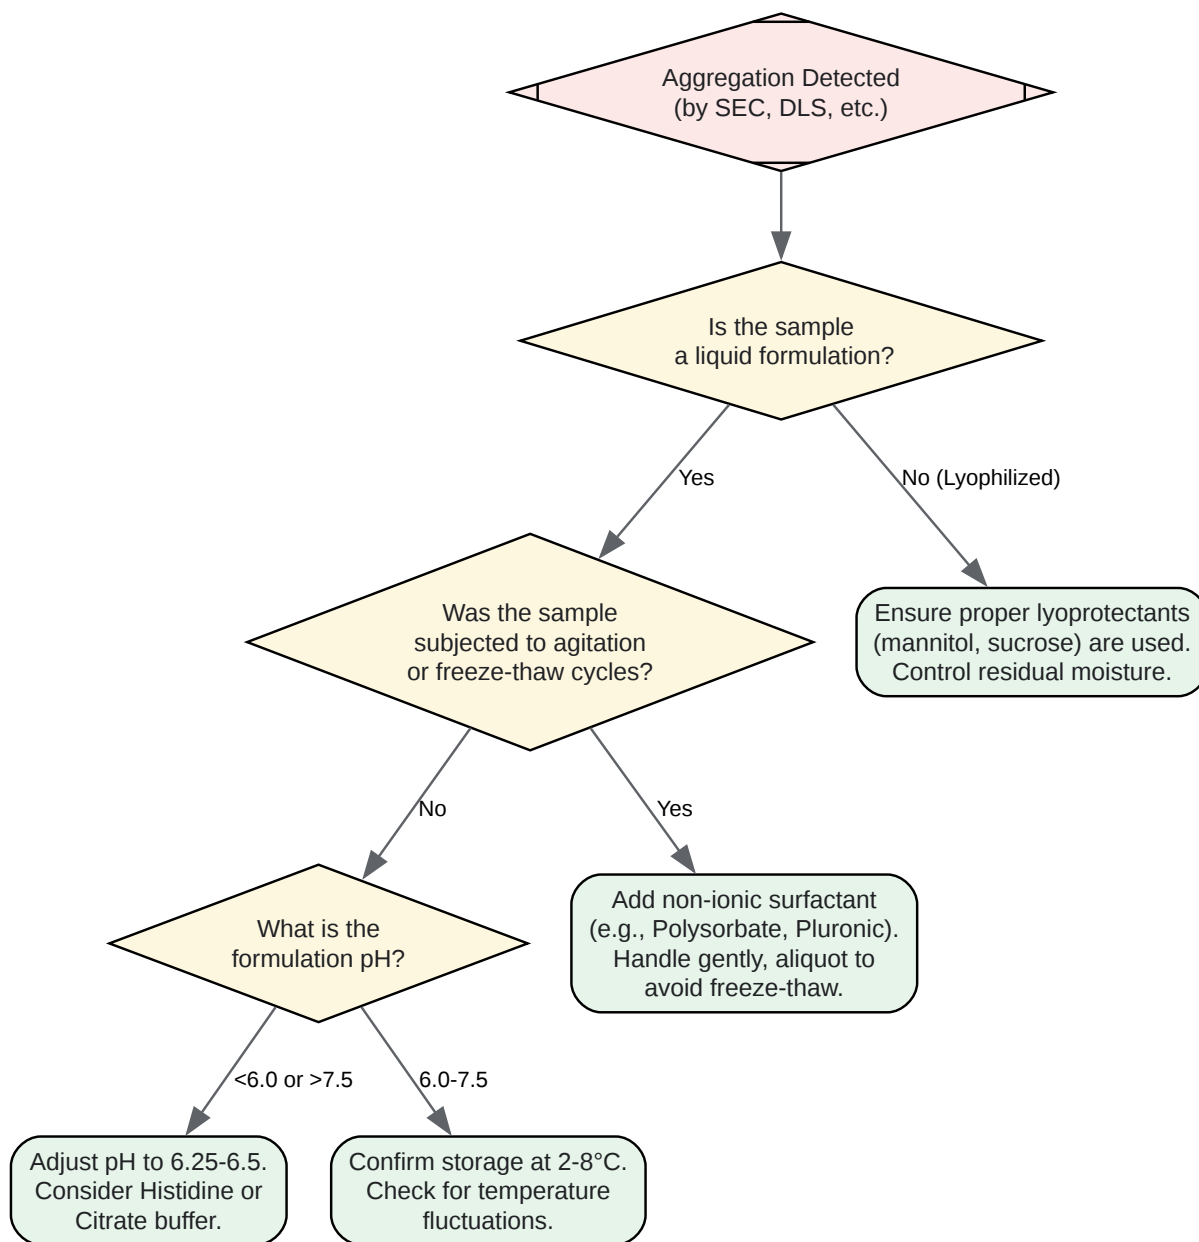 Aggregation Detected
(by SEC, DLS, etc.)
Is the sample
a liquid formulation?
Yes
No (Lyophilized)
Was the sample
subjected to agitation
or freeze-thaw cycles?
Ensure proper lyoprotectants
(mannitol, sucrose) are used.
Control residual moisture.
No
Yes
What is the
formulation pH?
Add non-ionic surfactant
(e.g., Polysorbate, Pluronic).
Handle gently, aliquot to
avoid freeze-thaw.
<6.0 or >7.5
6.0-7.5
Adjust pH to 6.25-6.5.
Consider Histidine or
Citrate buffer.
Confirm storage at 2-8°C.
Check for temperature
fluctuations.